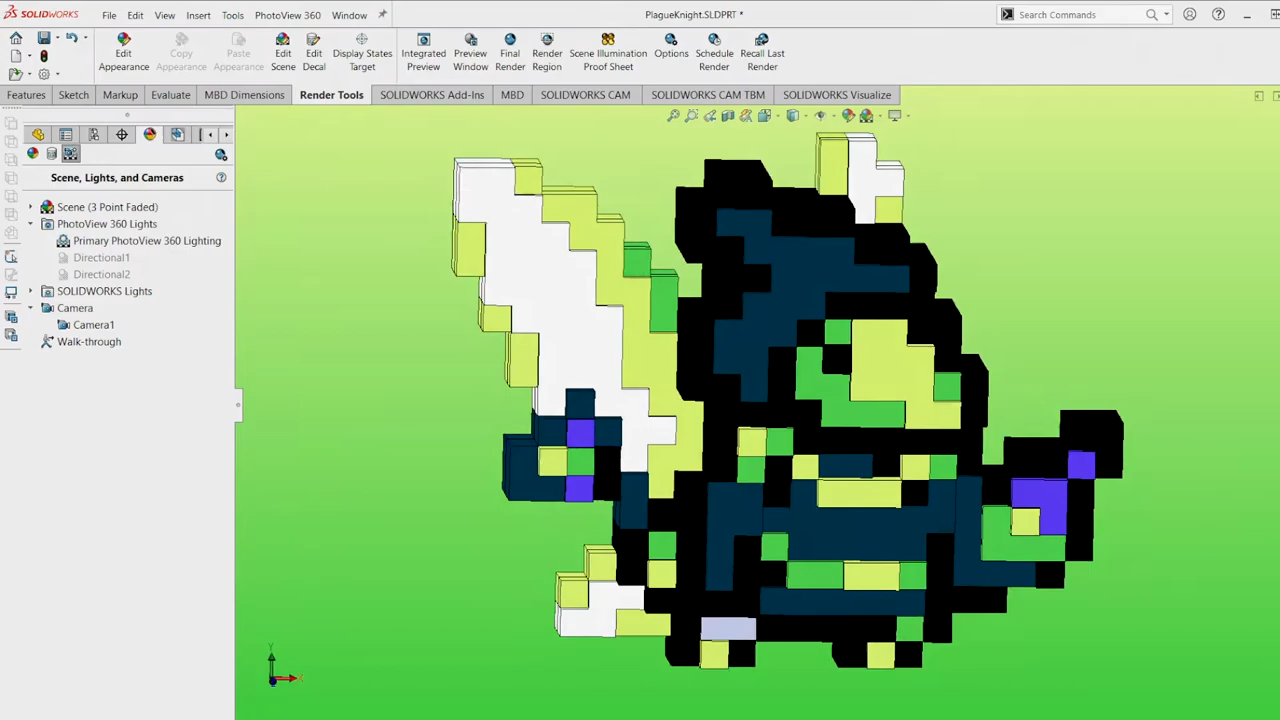 SOLIDWORKS File Edit View Insert Tools PhotoView 360 Window PlagueKnight.SLDPRT * Search Commands
Edit Appearance Copy Appearance Paste Appearance Edit Scene Edit Decal Display States Target Integrated Preview Preview Window Final Render Render Region Scene Illumination Proof Sheet Options Schedule Render Recall Last Render
Features Sketch Markup Evaluate MBD Dimensions Render Tools SOLIDWORKS Add-Ins MBD SOLIDWORKS CAM SOLIDWORKS CAM TBM SOLIDWORKS Visualize
Scene, Lights, and Cameras
Scene (3 Point Faded)
PhotoView 360 Lights
Primary PhotoView 360 Lighting
Directional1
Directional2
SOLIDWORKS Lights
Camera
Camera1
Walk-through
Y
X